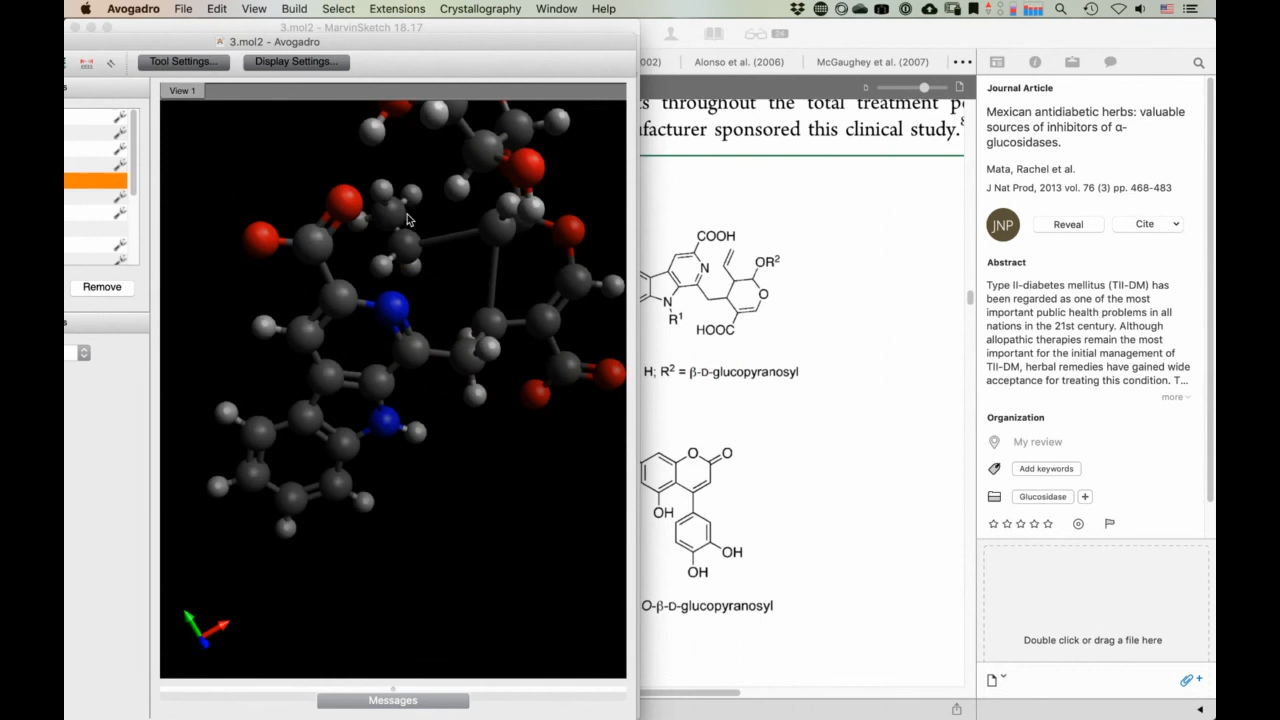 Avogadro File Edit View Build Select Extensions Crystallography Window Help
3.mol2 - MarvinSketch 18.17
3.mol2 - Avogadro
24
Tool Settings...
Display Settings...
002)
Alonso et al. (2006)
McGaughey et al. (2007)
s
View 1
Remove
s
Messages
s throughout the total treatment p
ufacturer sponsored this clinical study.
COOH
N
OR2
O
N
R1
HOOC
H; R2 = β-D-glucopyranosyl
O
O
OH
OH
OH
O-β-D-glucopyranosyl
Journal Article
Mexican antidiabetic herbs: valuable
sources of inhibitors of α-
glucosidases.
Mata, Rachel et al.
J Nat Prod, 2013 vol. 76 (3) pp. 468-483
JNP
Reveal
Cite
Abstract
Type II-diabetes mellitus (TII-DM) has
been regarded as one of the most
important public health problems in all
nations in the 21st century. Although
allopathic therapies remain the most
important for the initial management of
TII-DM, herbal remedies have gained wide
acceptance for treating this condition. T...
more
Organization
My review
Add keywords
Glucosidase
+
Double click or drag a file here